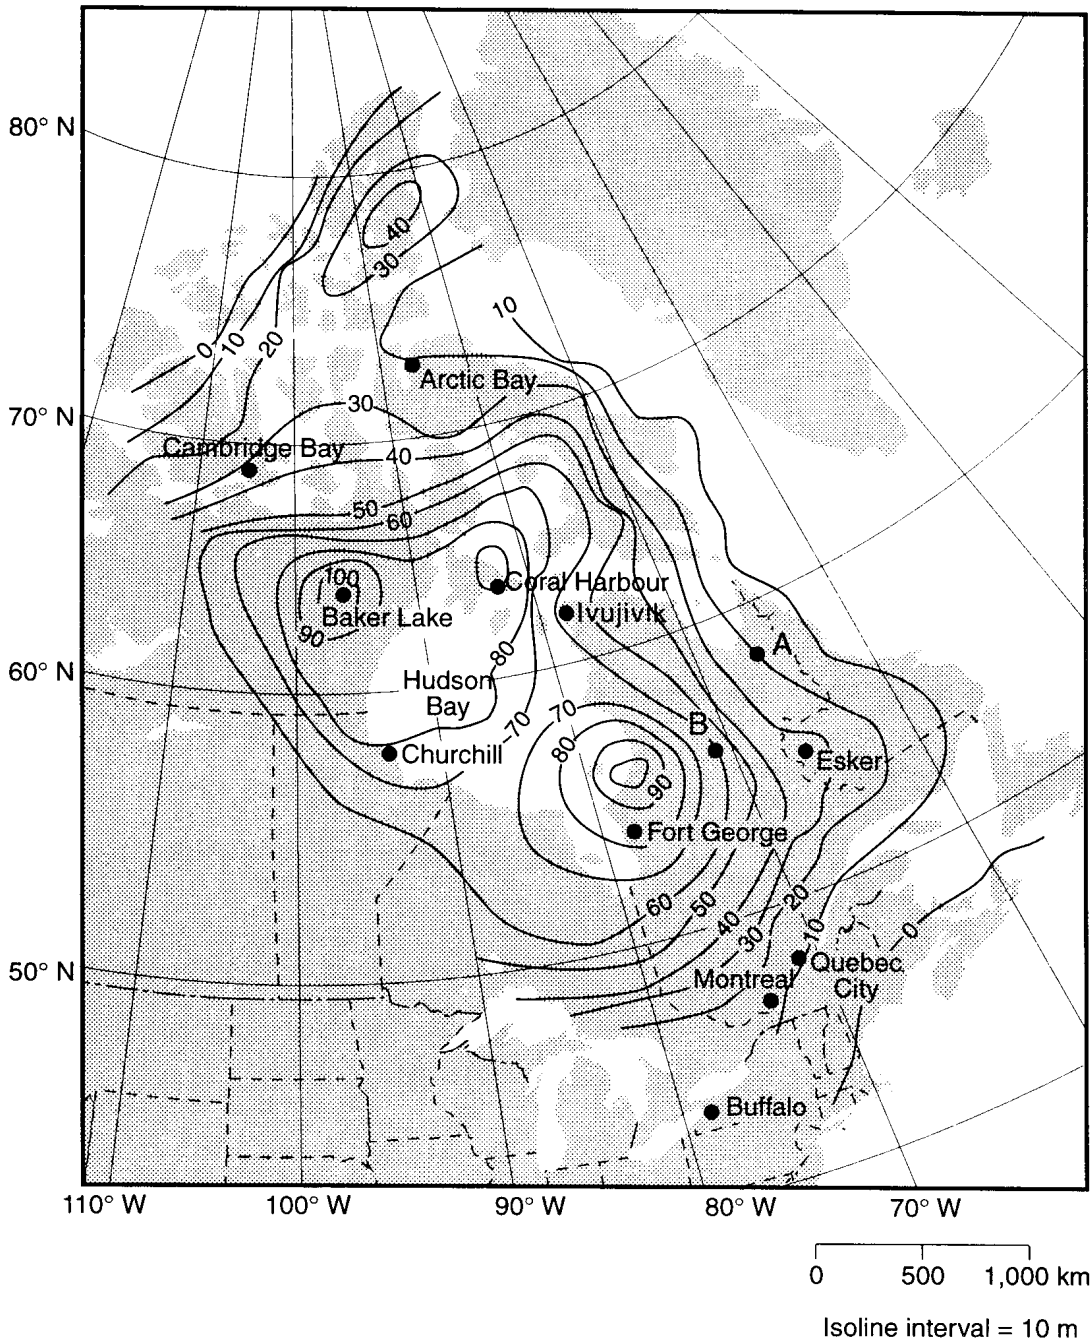 80° N
70° N
60° N
50° N
110° W
100° W
90° W
80° W
70° W
40
30
0
10
20
10
Arctic Bay
30
Cambridge Bay
40
50
60
100
Coral Harbour
Baker Lake
Ivujivik
90
80
A
Hudson
Bay
70
70
B
80
Churchill
Esker
90
Fort George
60
50
40
30
20
10
0
Quebec
City
Montreal
Buffalo
0 500 1,000 km
Isoline interval = 10 m